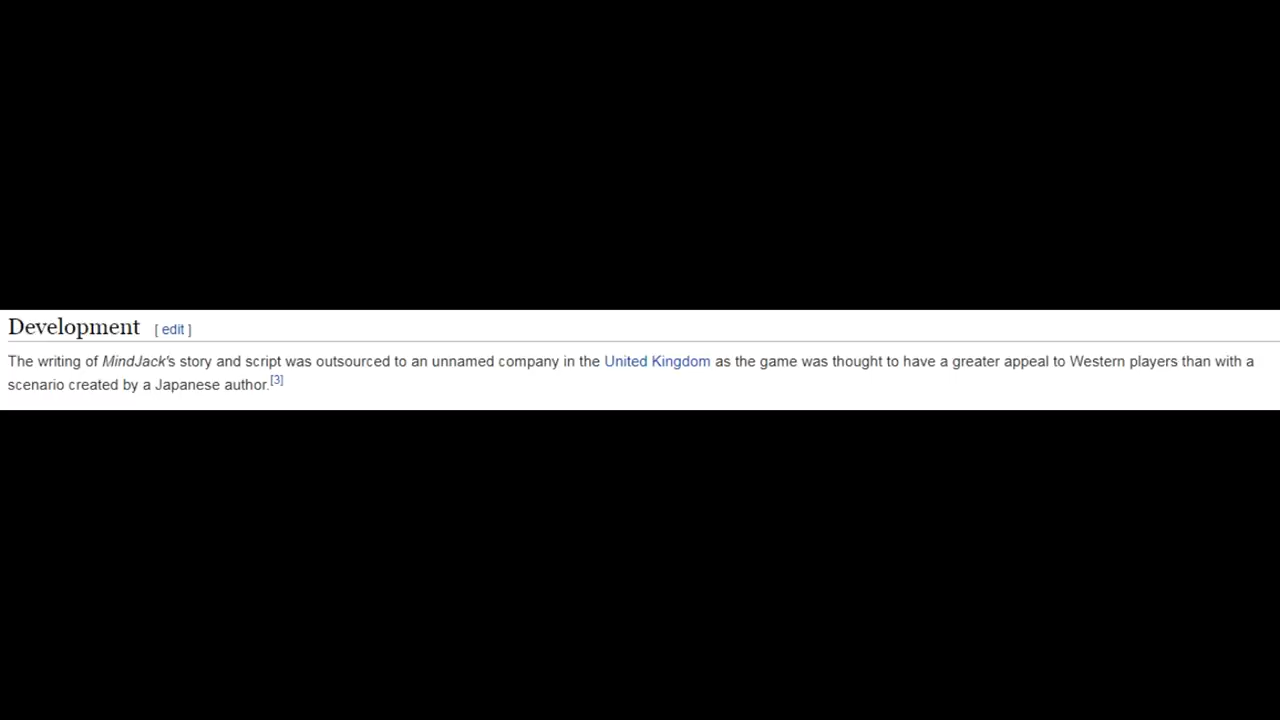 Development [ edit ]
The writing of MindJack's story and script was outsourced to an unnamed company in the United Kingdom as the game was thought to have a greater appeal to Western players than with a
scenario created by a Japanese author.[3]